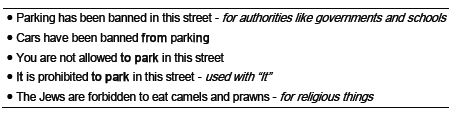 • Parking has been banned in this street - for authorities like governments and schools
• Cars have been banned from parking
• You are not allowed to park in this street
• It is prohibited to park in this street - used with "It"
• The Jews are forbidden to eat camels and prawns - for religious things